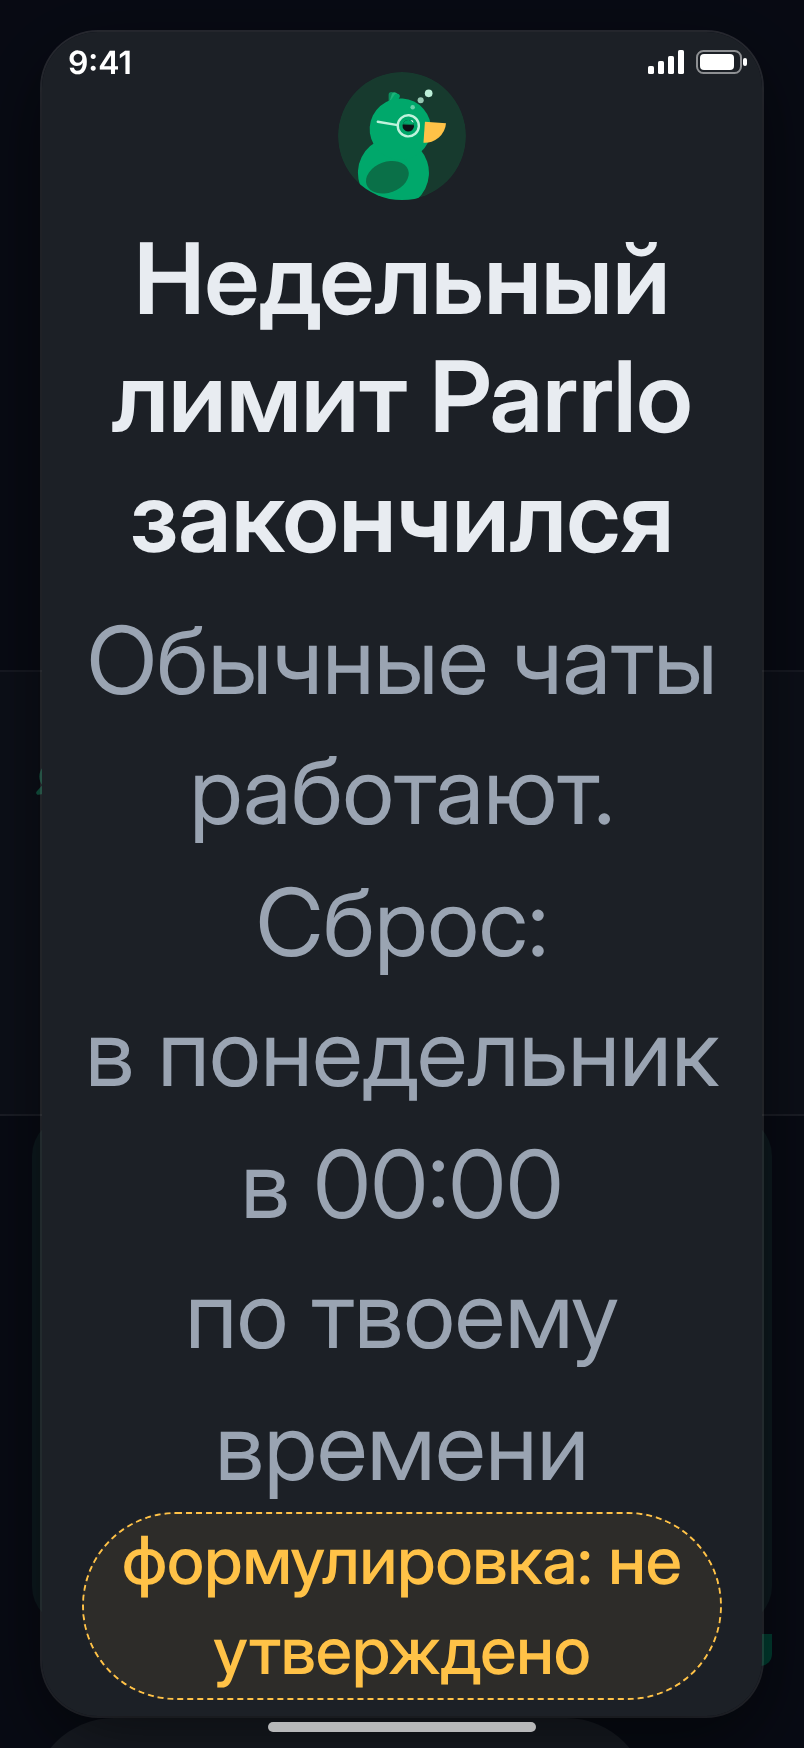 9:41
Недельный
лимит Parrlo
закончился
Обычные чаты
работают.
Сброс:
в понедельник
в 00:00
по твоему
времени
формулировка: не
утверждено